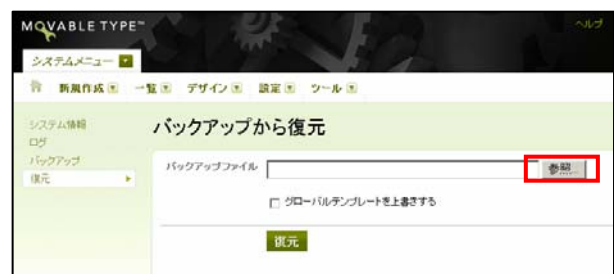 MOVABLE TYPE™
ヘルプ
システムメニュー
新規作成 一覧 デザイン 設定 ツール
システム情報
ログ
バックアップ
復元
バックアップから復元
バックアップファイル 参照...
グローバルテンプレートを上書きする
復元